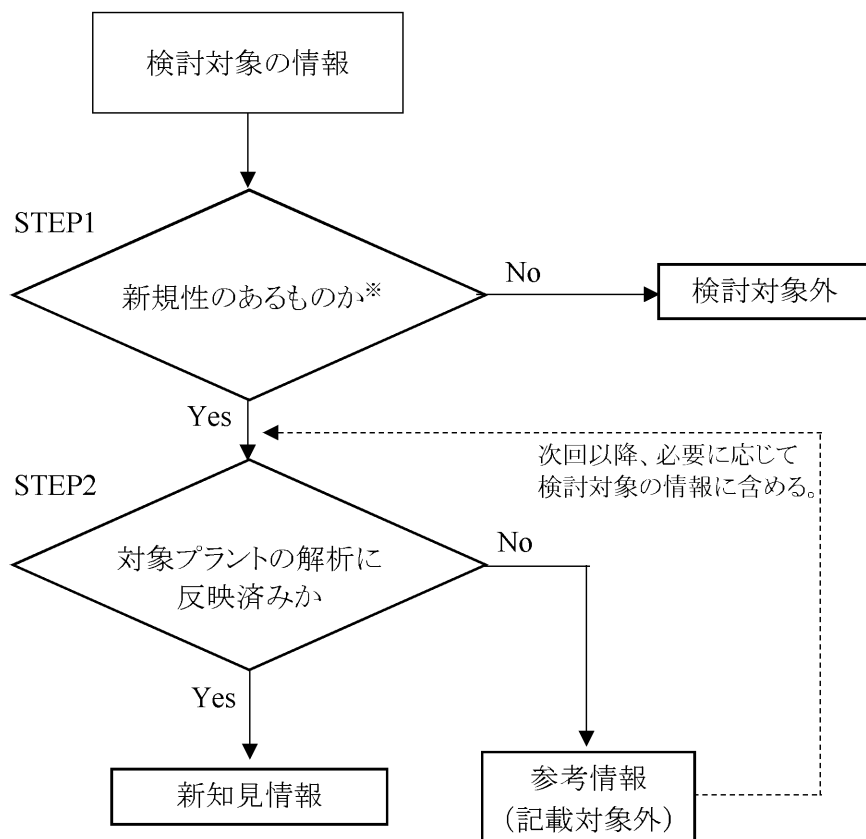 検討対象の情報
STEP1
新規性のあるものか※
No
検討対象外
Yes
次回以降、必要に応じて
検討対象の情報に含める。
STEP2
対象プラントの解析に
反映済みか
No
Yes
新知見情報
参考情報
（記載対象外）